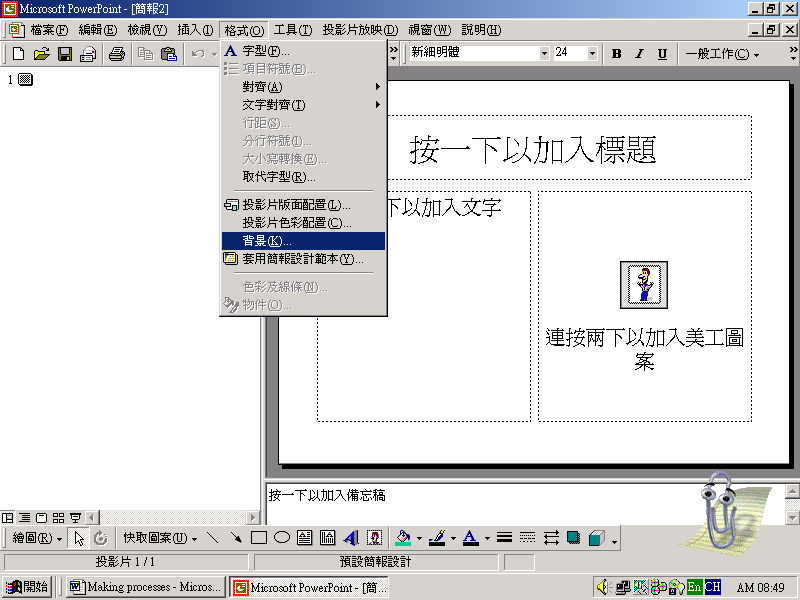 Microsoft PowerPoint - [簡報2]
檔案(F) 編輯(E) 檢視(V) 插入(I) 格式(O) 工具(T) 投影片放映(D) 視窗(W) 說明(H)
新細明體 24 B I U 一般工作(C)
1
字型(F)...
項目符號(B)...
對齊(A)
文字對齊(T)
行距(S)...
分行符號(I)...
大小寫轉換(E)...
取代字型(R)...
投影片版面配置(L)...
投影片色彩配置(C)...
背景(K)...
套用簡報設計範本(Y)...
色彩及線條(N)...
物件(O)...
按一下以加入標題
下以加入文字
連按兩下以加入美工圖
案
按一下以加入備忘稿
繪圖(R) 快取圖案(U)
投影片 1 / 1 預設簡報設計
開始 Making processes - Micros... Microsoft PowerPoint - [簡... En CH AM 08:49